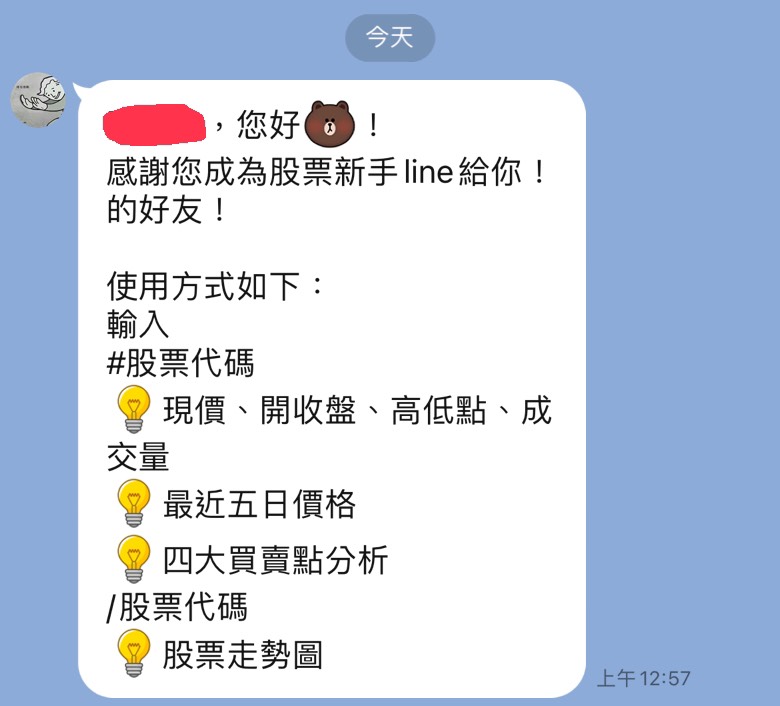 今天
，您好！
感謝您成為股票新手line給你！
的好友！
使用方式如下：
輸入
#股票代碼
現價、開收盤、高低點、成
交量
最近五日價格
四大買賣點分析
/股票代碼
股票走勢圖
上午12:57